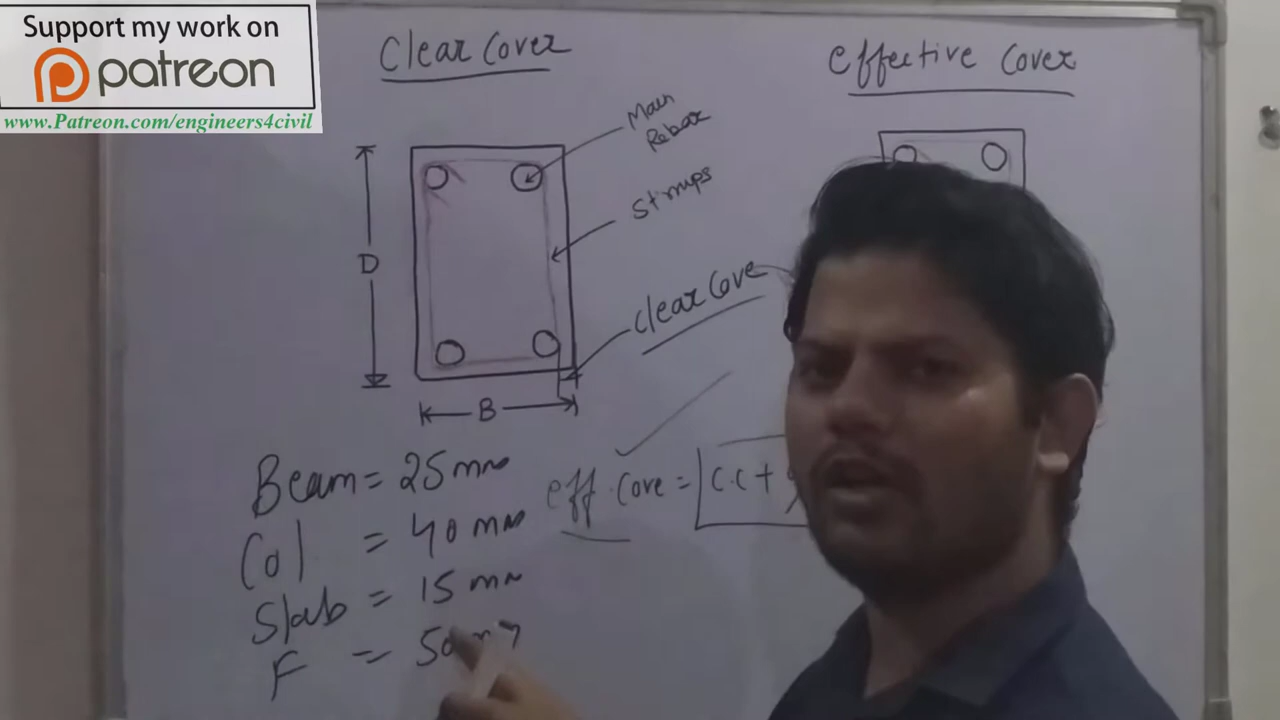 Support my work on
patreon
www.Patreon.com/engineers4civil
Clear Cover
Effective Cover
Main
Rebar
Stirrups
D
Clear Cove
B
Beam = 25 mm
eff. Cove = C.C +
Col = 40 mm
Slab = 15 mm
F = 50